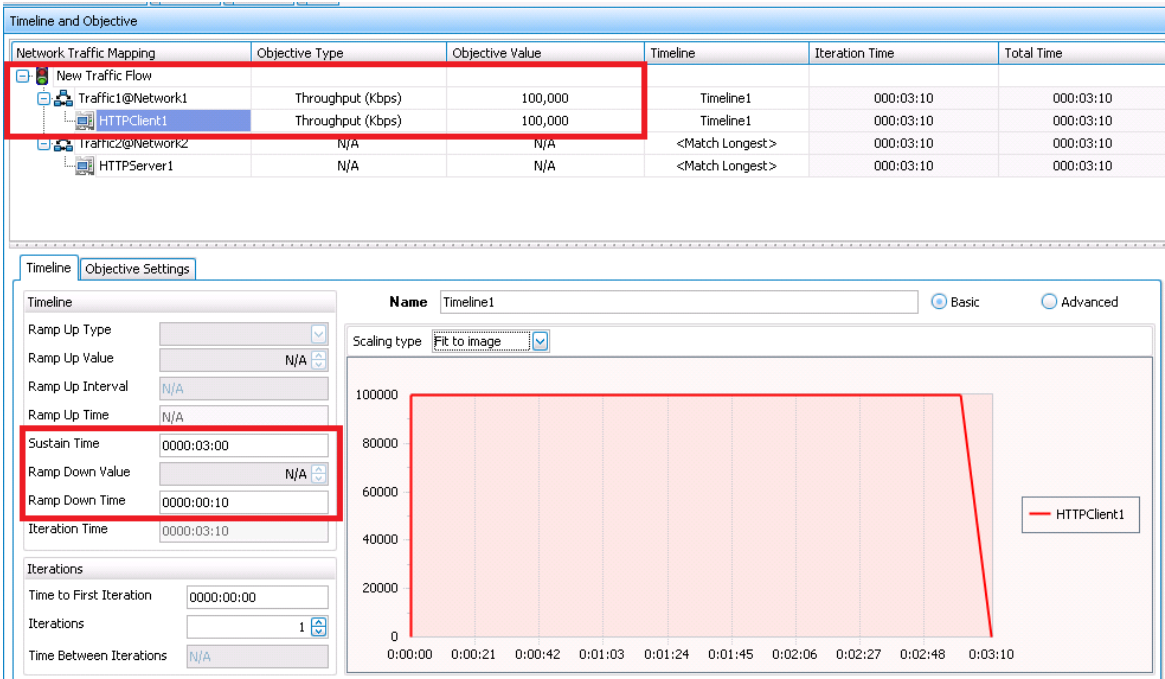 Timeline and Objective
Network Traffic Mapping Objective Type Objective Value Timeline Iteration Time Total Time
New Traffic Flow
Traffic1@Network1 Throughput (Kbps) 100,000 Timeline1 000:03:10 000:03:10
HTTPClient1 Throughput (Kbps) 100,000 Timeline1 000:03:10 000:03:10
Traffic2@Network2 N/A N/A <Match Longest> 000:03:10 000:03:10
HTTPServer1 N/A N/A <Match Longest> 000:03:10 000:03:10
Timeline Objective Settings
Timeline
Ramp Up Type
Ramp Up Value N/A
Ramp Up Interval N/A
Ramp Up Time N/A
Sustain Time 0000:03:00
Ramp Down Value N/A
Ramp Down Time 0000:00:10
Iteration Time 0000:03:10
Iterations
Time to First Iteration 0000:00:00
Iterations 1
Time Between Iterations N/A
Name Timeline1 Basic Advanced
Scaling type Fit to image
100000
80000
60000
40000
20000
0
0:00:00 0:00:21 0:00:42 0:01:03 0:01:24 0:01:45 0:02:06 0:02:27 0:02:48 0:03:10
HTTPClient1